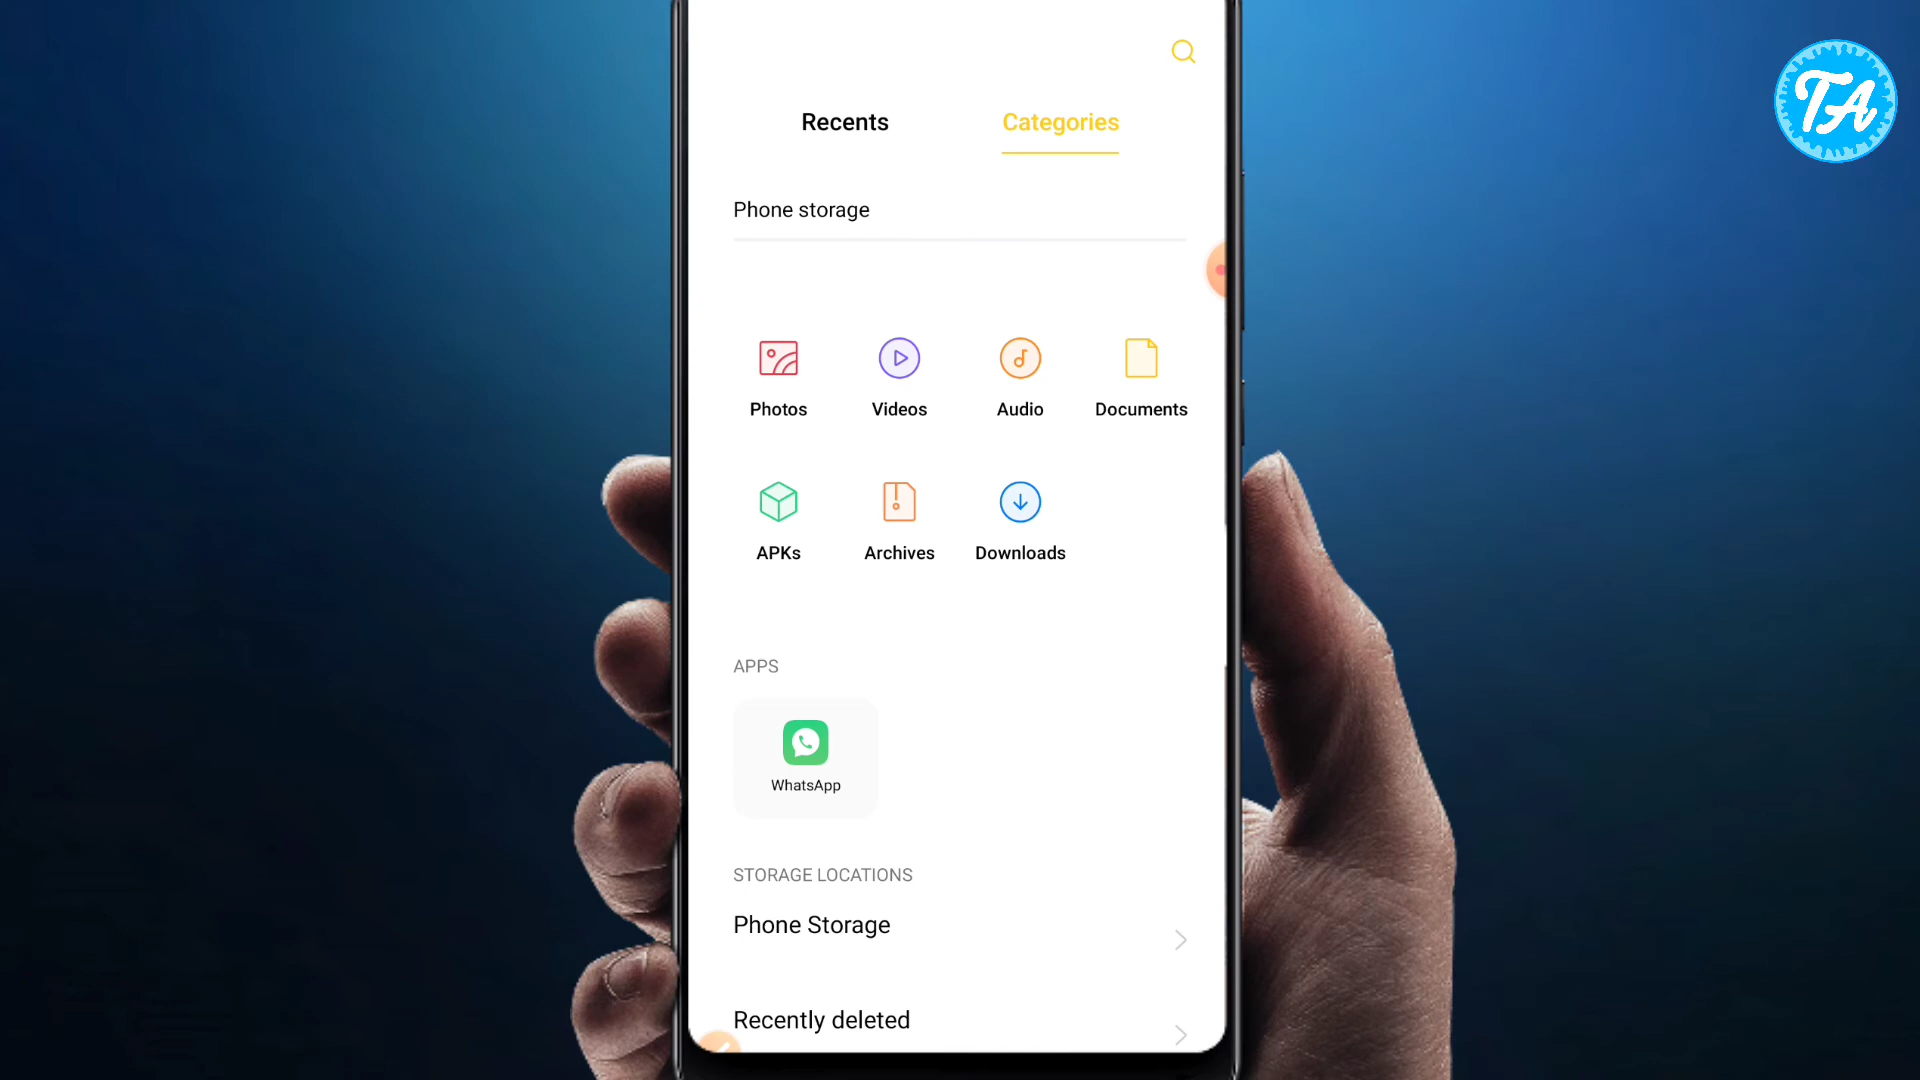 TA
Recents Categories
Phone storage
Photos Videos Audio Documents
APKs Archives Downloads
APPS
WhatsApp
STORAGE LOCATIONS
Phone Storage
Recently deleted